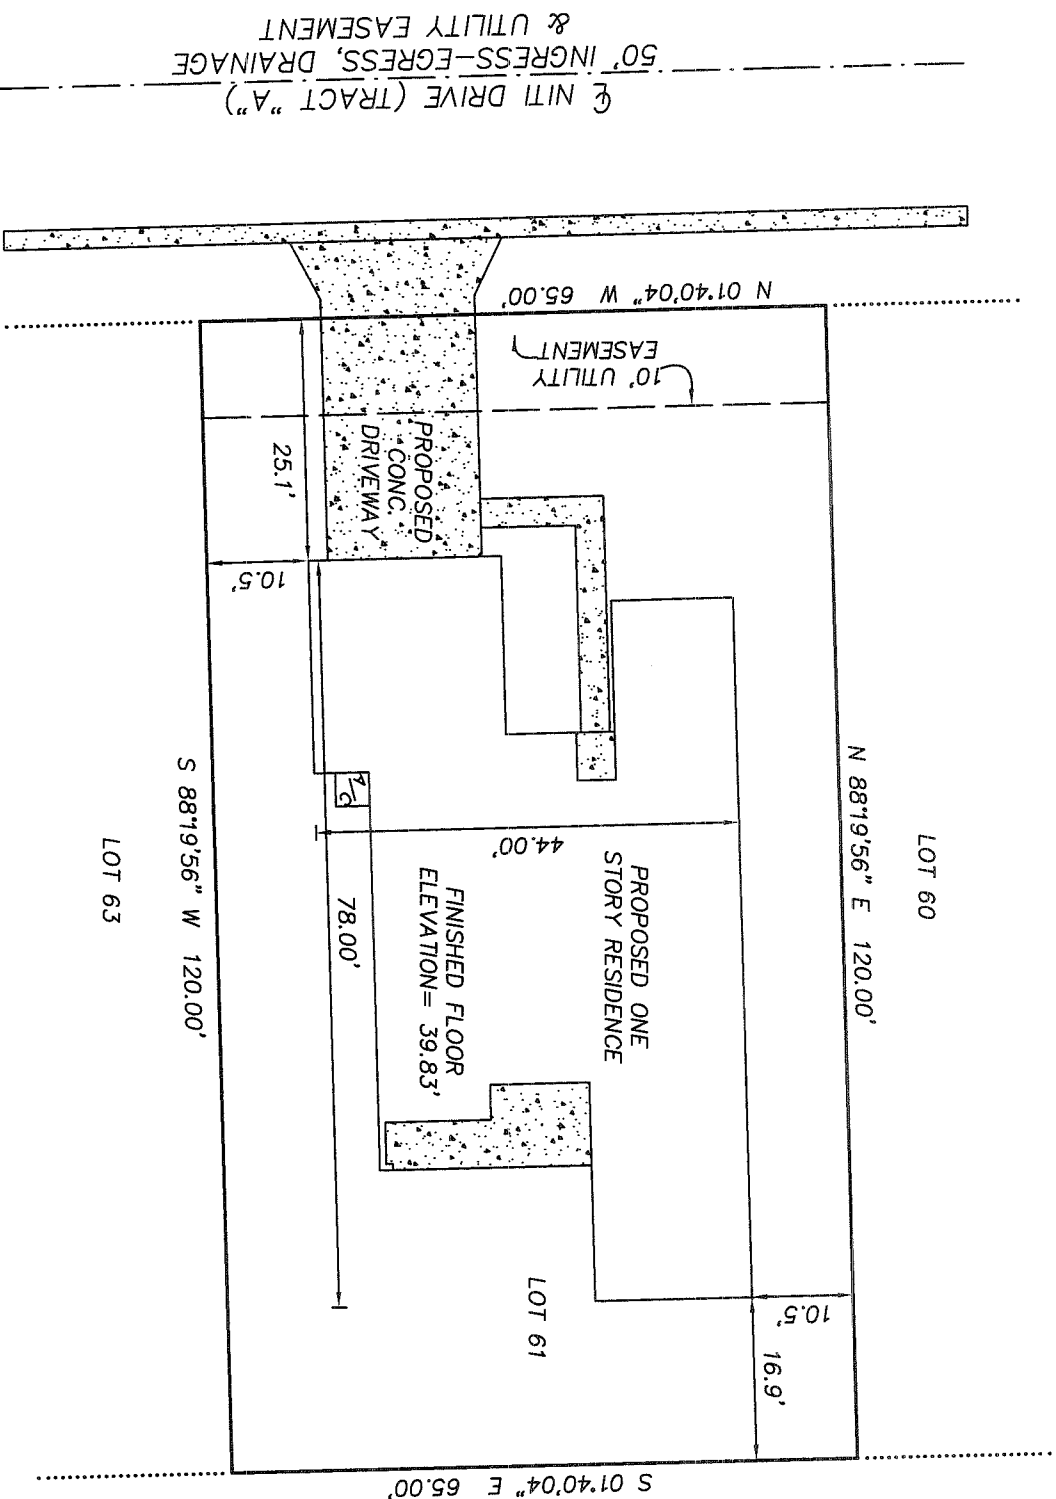 & UTILITY EASEMENT
50' INGRESS-EGRESS, DRAINAGE
℄ NITI DRIVE (TRACT "A")
N 01°40'04" W 65.00'
10' UTILITY
EASEMENT
25.1'
PROPOSED
CONC.
DRIVEWAY
10.5'
A/C
44.00'
78.00'
PROPOSED ONE
STORY RESIDENCE
FINISHED FLOOR
ELEVATION= 39.83'
N 88°19'56" E 120.00'
LOT 60
S 88°19'56" W 120.00'
LOT 63
LOT 61
10.5'
16.9'
S 01°40'04" E 65.00'